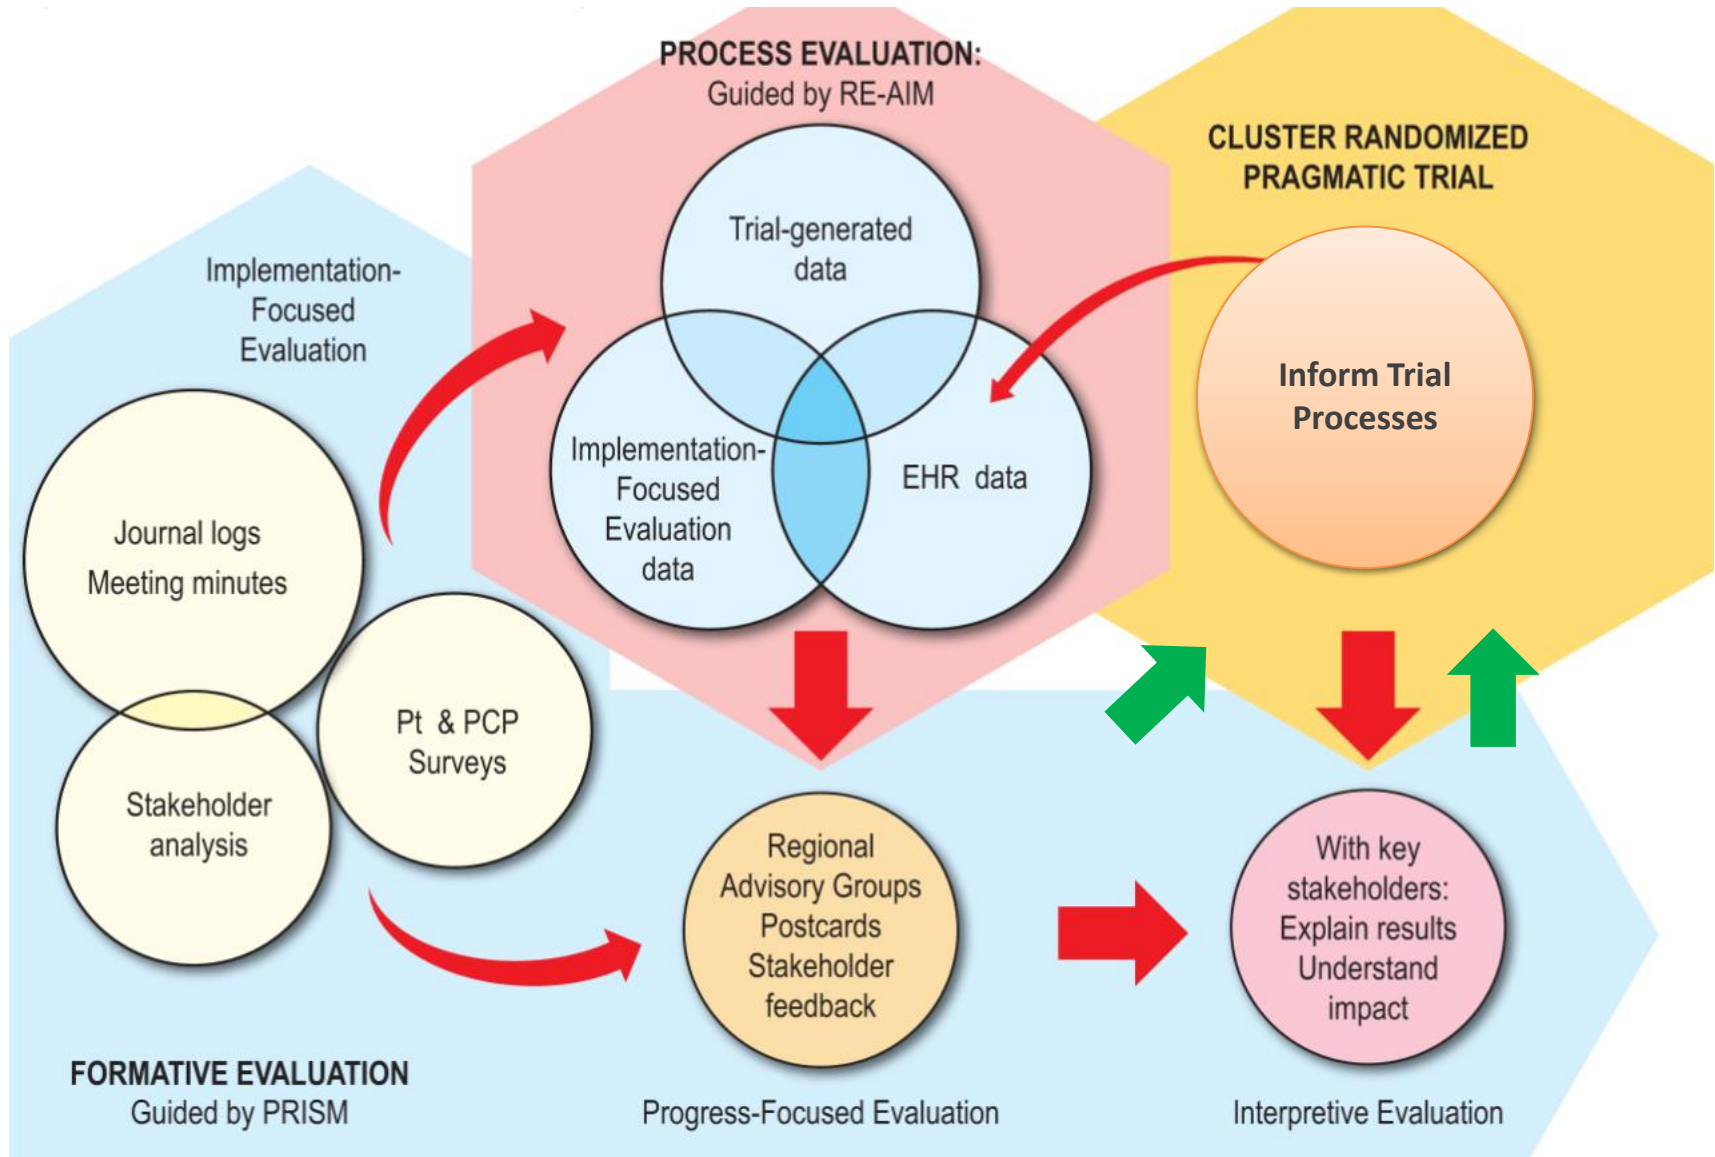 PROCESS EVALUATION:
Guided by RE-AIM
CLUSTER RANDOMIZED
PRAGMATIC TRIAL
Trial-generated
data
Implementation-
Focused
Evaluation
Inform Trial
Processes
Implementation-
Focused
Evaluation
data
EHR data
Journal logs
Meeting minutes
Pt & PCP
Surveys
Stakeholder
analysis
Regional
Advisory Groups
Postcards
Stakeholder
feedback
With key
stakeholders:
Explain results
Understand
impact
FORMATIVE EVALUATION
Guided by PRISM
Progress-Focused Evaluation
Interpretive Evaluation